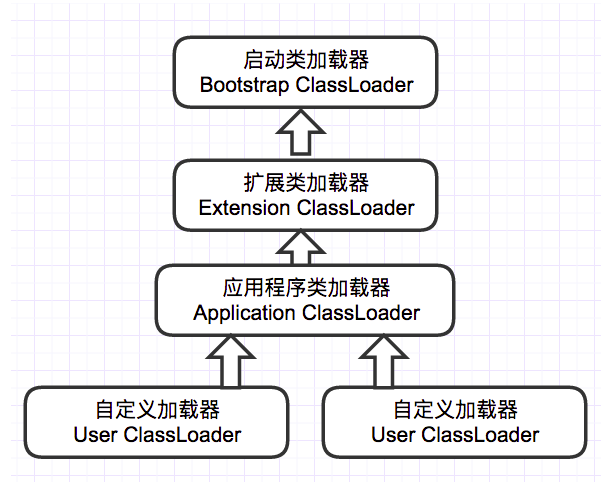 启动类加载器
Bootstrap ClassLoader
扩展类加载器
Extension ClassLoader
应用程序类加载器
Application ClassLoader
自定义加载器
User ClassLoader
自定义加载器
User ClassLoader